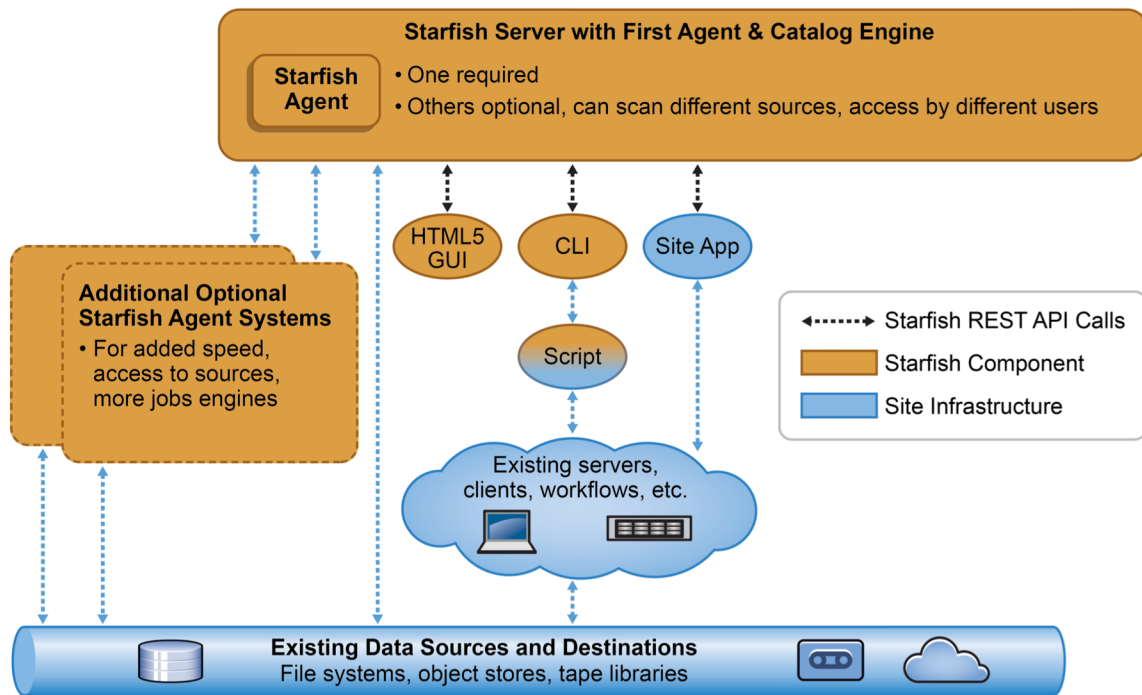 Starfish Server with First Agent & Catalog Engine
Starfish
Agent
• One required
• Others optional, can scan different sources, access by different users
HTML5
GUI
CLI
Site App
Additional Optional
Starfish Agent Systems
• For added speed,
access to sources,
more jobs engines
Script
Starfish REST API Calls
Starfish Component
Site Infrastructure
Existing servers,
clients, workflows, etc.
Existing Data Sources and Destinations
File systems, object stores, tape libraries